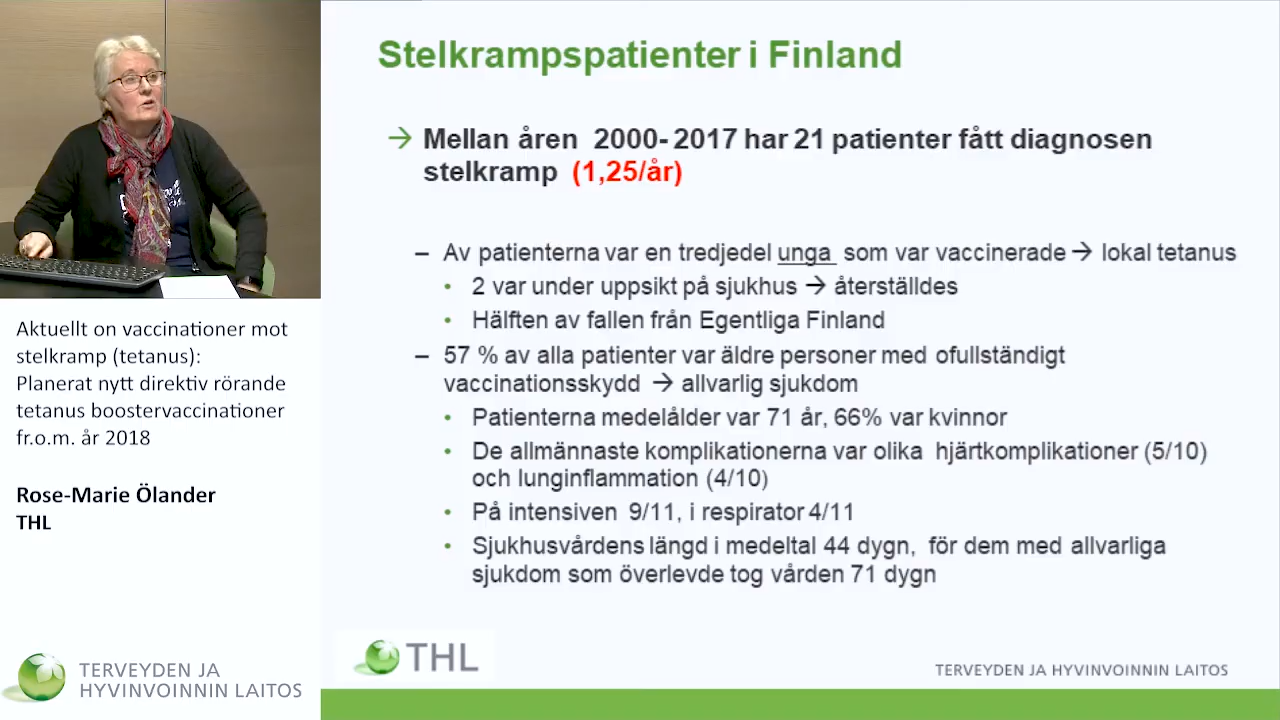 Stelkrampspatienter i Finland
→ Mellan åren 2000- 2017 har 21 patienter fått diagnosen
stelkramp (1,25/år)
– Av patienterna var en tredjedel unga som var vaccinerade → lokal tetanus
• 2 var under uppsikt på sjukhus → återställdes
• Hälften av fallen från Egentliga Finland
– 57 % av alla patienter var äldre personer med ofullständigt
vaccinationsskydd → allvarlig sjukdom
• Patienterna medelålder var 71 år, 66% var kvinnor
• De allmännaste komplikationerna var olika hjärtkomplikationer (5/10)
och lunginflammation (4/10)
• På intensiven 9/11, i respirator 4/11
• Sjukhusvårdens längd i medeltal 44 dygn, för dem med allvarliga
sjukdom som överlevde tog vården 71 dygn
THL
TERVEYDEN JA HYVINVOINNIN LAITOS
Aktuellt on vaccinationer mot
stelkramp (tetanus):
Planerat nytt direktiv rörande
tetanus boostervaccinationer
fr.o.m. år 2018
Rose-Marie Ölander
THL
TERVEYDEN JA
HYVINVOINNIN LAITOS